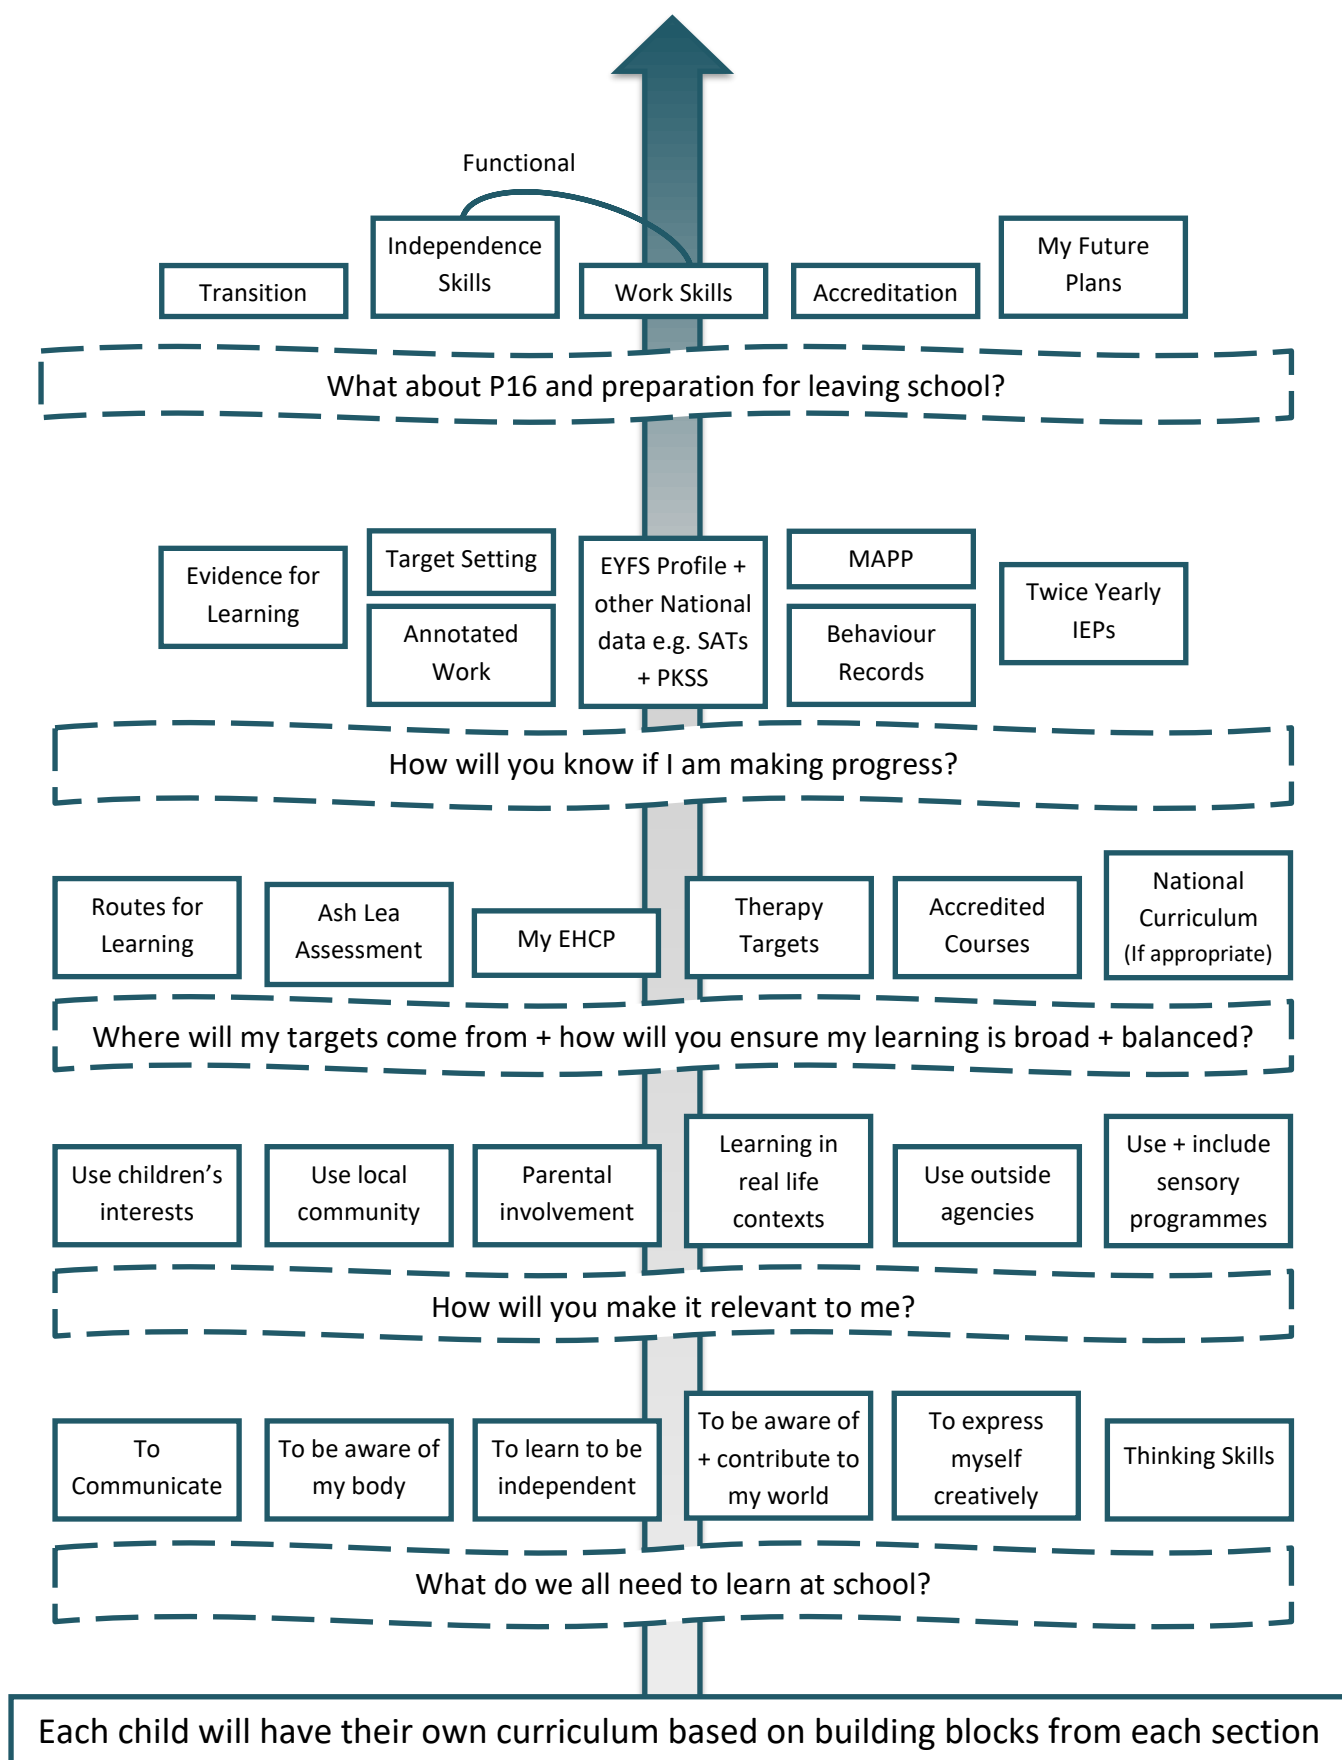 Functional
Independence
Skills
My Future
Plans
Transition
Work Skills
Accreditation
What about P16 and preparation for leaving school?
Evidence for
Learning
Target Setting
Annotated
Work
EYFS Profile +
other National
data e.g. SATs
+ PKSS
MAPP
Behaviour
Records
Twice Yearly
IEPs
How will you know if I am making progress?
Routes for
Learning
Ash Lea
Assessment
My EHCP
Therapy
Targets
Accredited
Courses
National
Curriculum
(If appropriate)
Where will my targets come from + how will you ensure my learning is broad + balanced?
Use children’s
interests
Use local
community
Parental
involvement
Learning in
real life
contexts
Use outside
agencies
Use + include
sensory
programmes
How will you make it relevant to me?
To
Communicate
To be aware of
my body
To learn to be
independent
To be aware of
+ contribute to
my world
To express
myself
creatively
Thinking Skills
What do we all need to learn at school?
Each child will have their own curriculum based on building blocks from each section